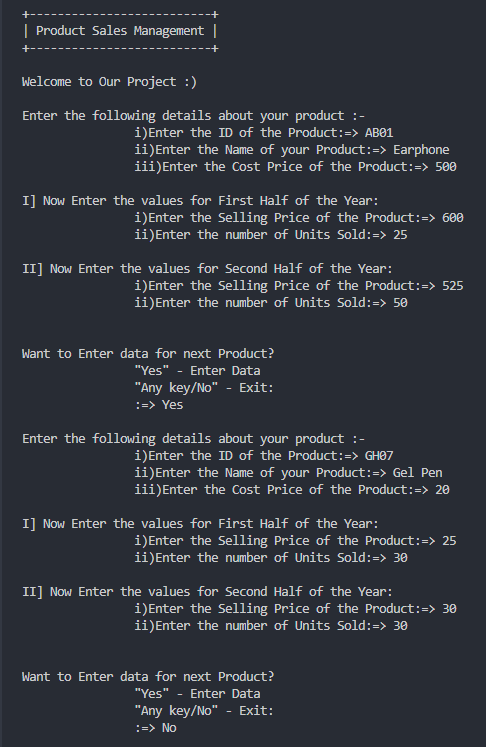 +--------------------------+
| Product Sales Management |
+--------------------------+
Welcome to Our Project :)
Enter the following details about your product :-
i)Enter the ID of the Product:=> AB01
ii)Enter the Name of your Product:=> Earphone
iii)Enter the Cost Price of the Product:=> 500
I] Now Enter the values for First Half of the Year:
i)Enter the Selling Price of the Product:=> 600
ii)Enter the number of Units Sold:=> 25
II] Now Enter the values for Second Half of the Year:
i)Enter the Selling Price of the Product:=> 525
ii)Enter the number of Units Sold:=> 50
Want to Enter data for next Product?
"Yes" - Enter Data
"Any key/No" - Exit:
:=> Yes
Enter the following details about your product :-
i)Enter the ID of the Product:=> GH07
ii)Enter the Name of your Product:=> Gel Pen
iii)Enter the Cost Price of the Product:=> 20
I] Now Enter the values for First Half of the Year:
i)Enter the Selling Price of the Product:=> 25
ii)Enter the number of Units Sold:=> 30
II] Now Enter the values for Second Half of the Year:
i)Enter the Selling Price of the Product:=> 30
ii)Enter the number of Units Sold:=> 30
Want to Enter data for next Product?
"Yes" - Enter Data
"Any key/No" - Exit:
:=> No